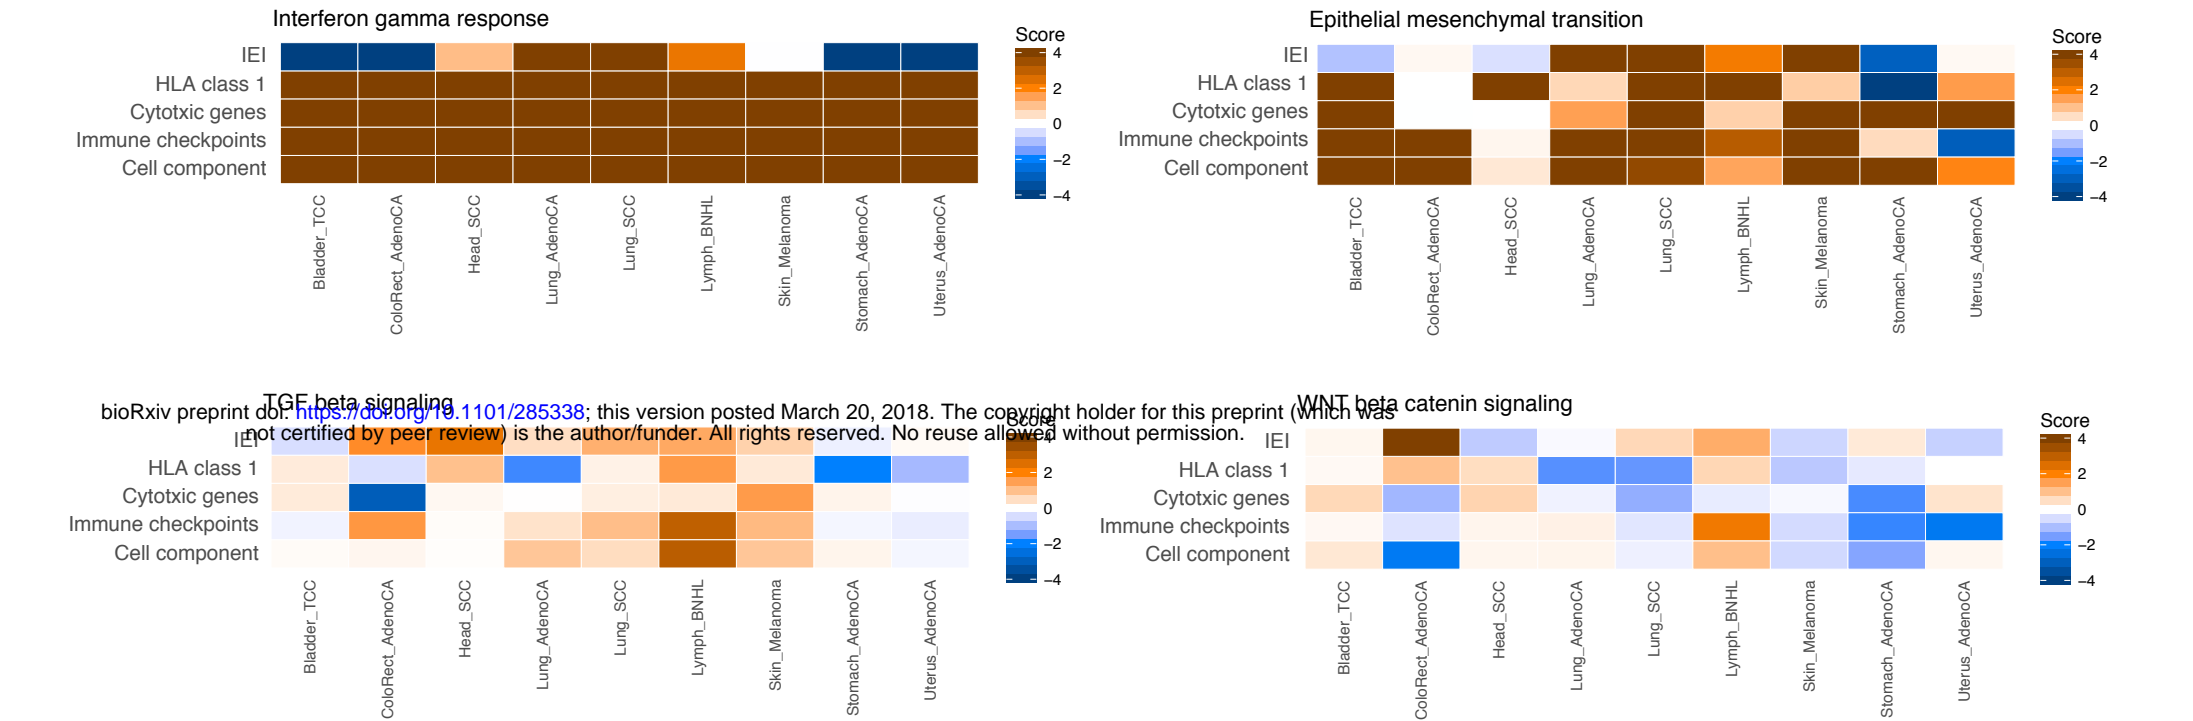 Interferon gamma response
Score
IEI
HLA class 1
Cytotxic genes
Immune checkpoints
Cell component
4
2
0
−2
−4
Bladder_TCC
ColoRect_AdenoCA
Head_SCC
Lung_AdenoCA
Lung_SCC
Lymph_BNHL
Skin_Melanoma
Stomach_AdenoCA
Uterus_AdenoCA
Epithelial mesenchymal transition
Score
IEI
HLA class 1
Cytotxic genes
Immune checkpoints
Cell component
4
2
0
−2
−4
Bladder_TCC
ColoRect_AdenoCA
Head_SCC
Lung_AdenoCA
Lung_SCC
Lymph_BNHL
Skin_Melanoma
Stomach_AdenoCA
Uterus_AdenoCA
bioRxiv preprint doi: https://doi.org/10.1101/285338; this version posted March 20, 2018. The copyright holder for this preprint (which was
not certified by peer review) is the author/funder. All rights reserved. No reuse allowed without permission.
TGF beta signaling
Score
IEI
HLA class 1
Cytotxic genes
Immune checkpoints
Cell component
4
2
0
−2
−4
Bladder_TCC
ColoRect_AdenoCA
Head_SCC
Lung_AdenoCA
Lung_SCC
Lymph_BNHL
Skin_Melanoma
Stomach_AdenoCA
Uterus_AdenoCA
WNT beta catenin signaling
Score
IEI
HLA class 1
Cytotxic genes
Immune checkpoints
Cell component
4
2
0
−2
−4
Bladder_TCC
ColoRect_AdenoCA
Head_SCC
Lung_AdenoCA
Lung_SCC
Lymph_BNHL
Skin_Melanoma
Stomach_AdenoCA
Uterus_AdenoCA